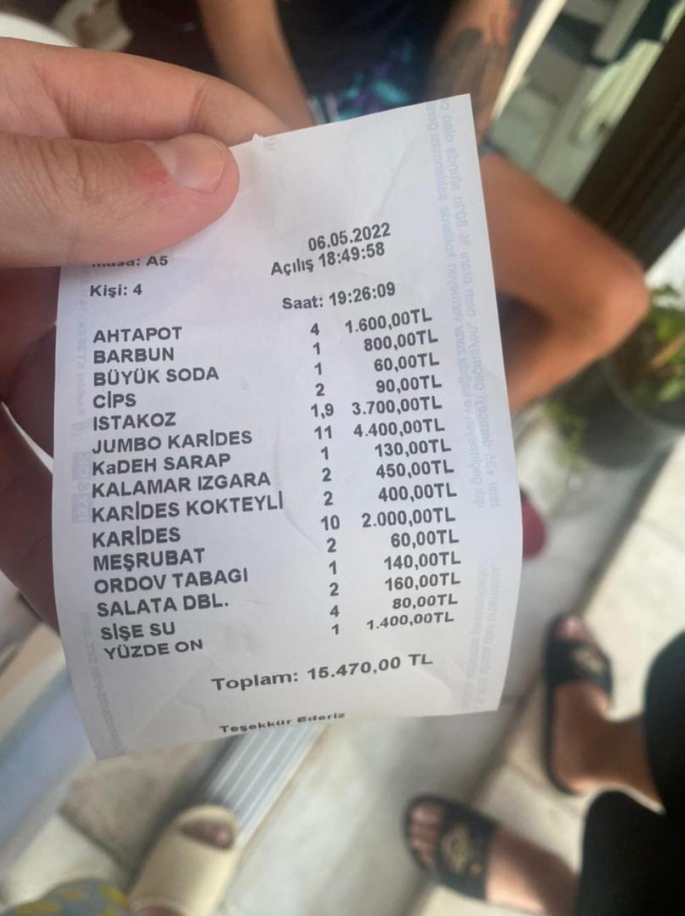 06.05.2022
Masa: A5 Açılış 18:49:58
Kişi: 4 Saat: 19:26:09
AHTAPOT 4 1.600,00TL
BARBUN 1 800,00TL
BÜYÜK SODA 1 60,00TL
CİPS 2 90,00TL
ISTAKOZ 1,9 3.700,00TL
JUMBO KARİDES 11 4.400,00TL
KaDEH SARAP 1 130,00TL
KALAMAR IZGARA 2 450,00TL
KARİDES KOKTEYLİ 2 400,00TL
KARİDES 10 2.000,00TL
MEŞRUBAT 2 60,00TL
ORDOV TABAGI 1 140,00TL
SALATA DBL. 2 160,00TL
SİŞE SU 4 80,00TL
YÜZDE ON 1 1.400,00TL
Toplam: 15.470,00 TL
Teşekkür Ederiz